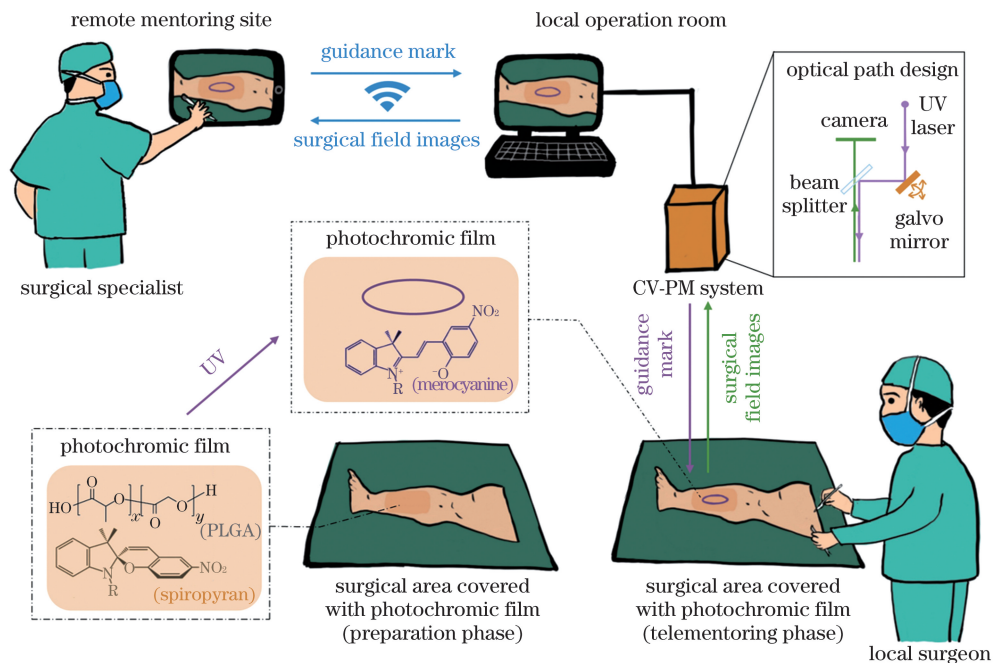 remote mentoring site
local operation room
guidance mark
surgical field images
surgical specialist
optical path design
camera
UV
laser
beam
splitter
galvo
mirror
CV-PM system
guidance
mark
surgical
field images
photochromic film
NO₂
N⁺
R
⁻O
(merocyanine)
UV
photochromic film
HO
O
O
O
O
H
x
y
(PLGA)
N
R
O
NO₂
(spiropyran)
surgical area covered
with photochromic film
(preparation phase)
surgical area covered
with photochromic film
(telementoring phase)
local surgeon